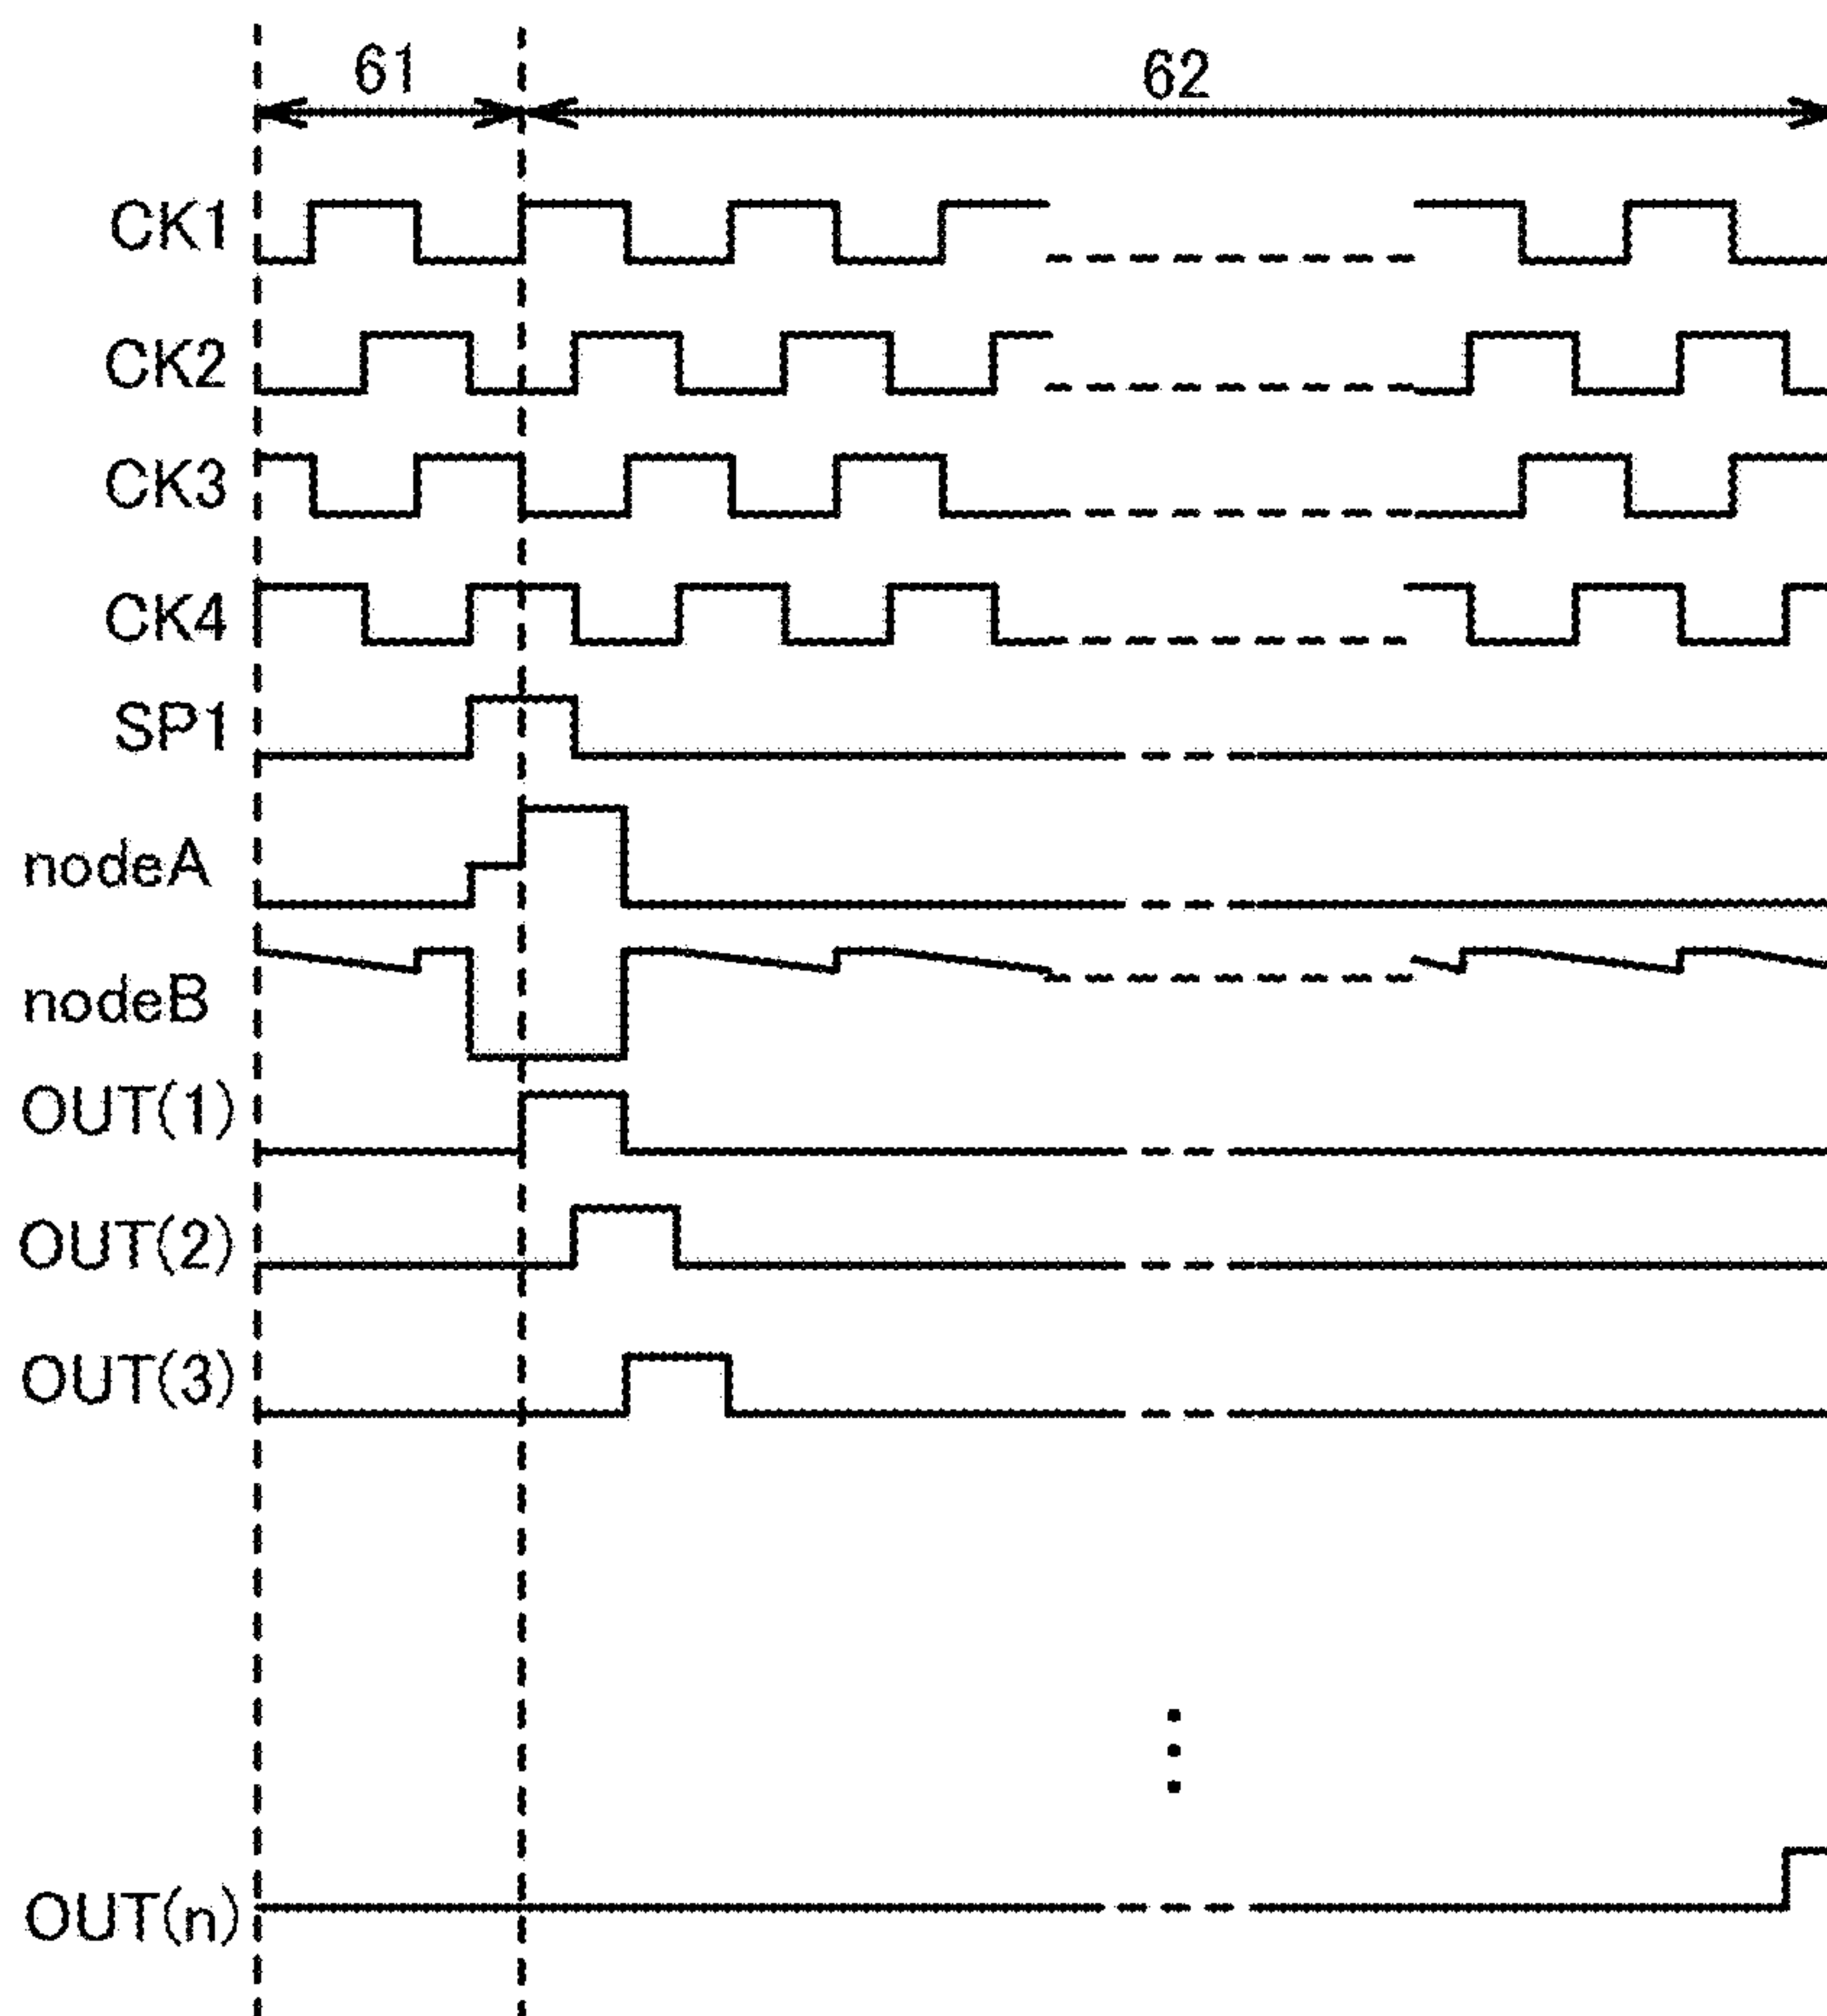 61
62
CK1
CK2
CK3
CK4
SP1
nodeA
nodeB
OUT(1)
OUT(2)
OUT(3)
OUT(n)